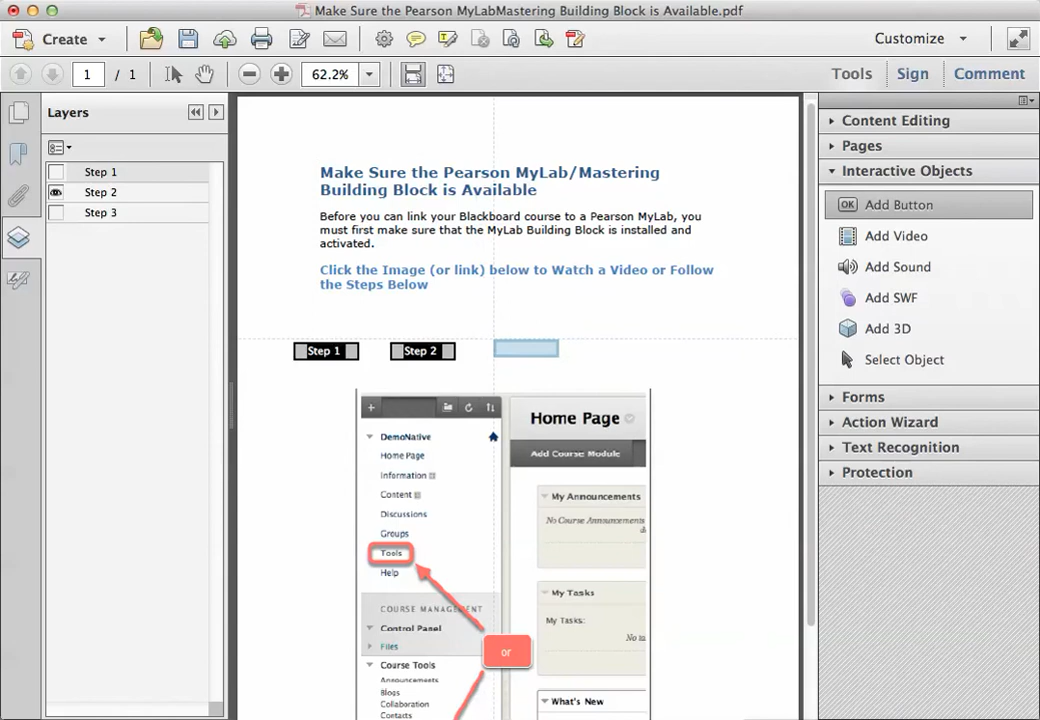 Make Sure the Pearson MyLabMastering Building Block is Available.pdf
Create
Customize
1 / 1
62.2%
Tools
Sign
Comment
Layers
Step 1
Step 2
Step 3
Make Sure the Pearson MyLab/Mastering
Building Block is Available
Before you can link your Blackboard course to a Pearson MyLab, you
must first make sure that the MyLab Building Block is installed and
activated.
Click the Image (or link) below to Watch a Video or Follow
the Steps Below
Step 1
Step 2
Home Page
Add Course Module
DemoNative
Home Page
Information
Content
Discussions
Groups
Tools
Help
COURSE MANAGEMENT
Control Panel
Files
Course Tools
Announcements
Blogs
Collaboration
Contacts
or
My Announcements
No Course Announcements
My Tasks
My Tasks:
What's New
Content Editing
Pages
Interactive Objects
OK Add Button
Add Video
Add Sound
Add SWF
Add 3D
Select Object
Forms
Action Wizard
Text Recognition
Protection